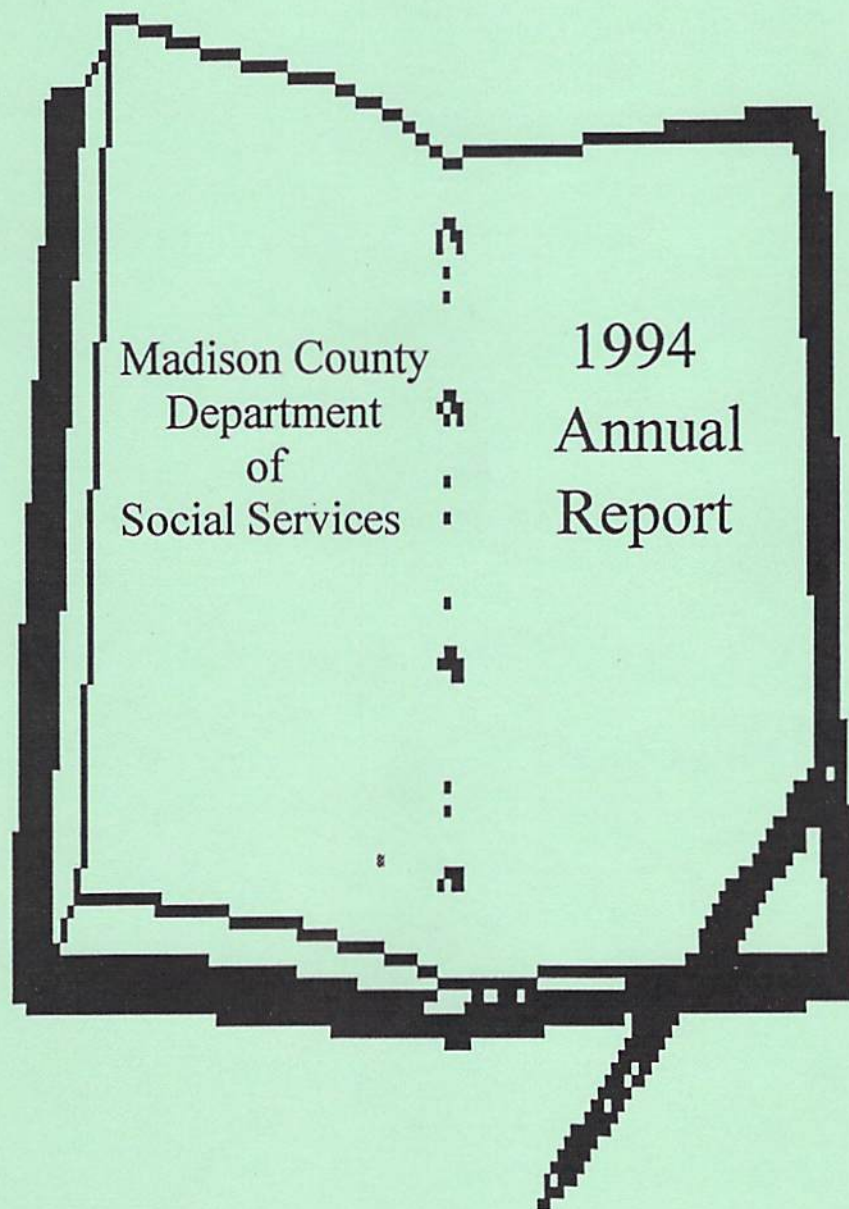 Madison County
Department
of
Social Services
1994
Annual
Report